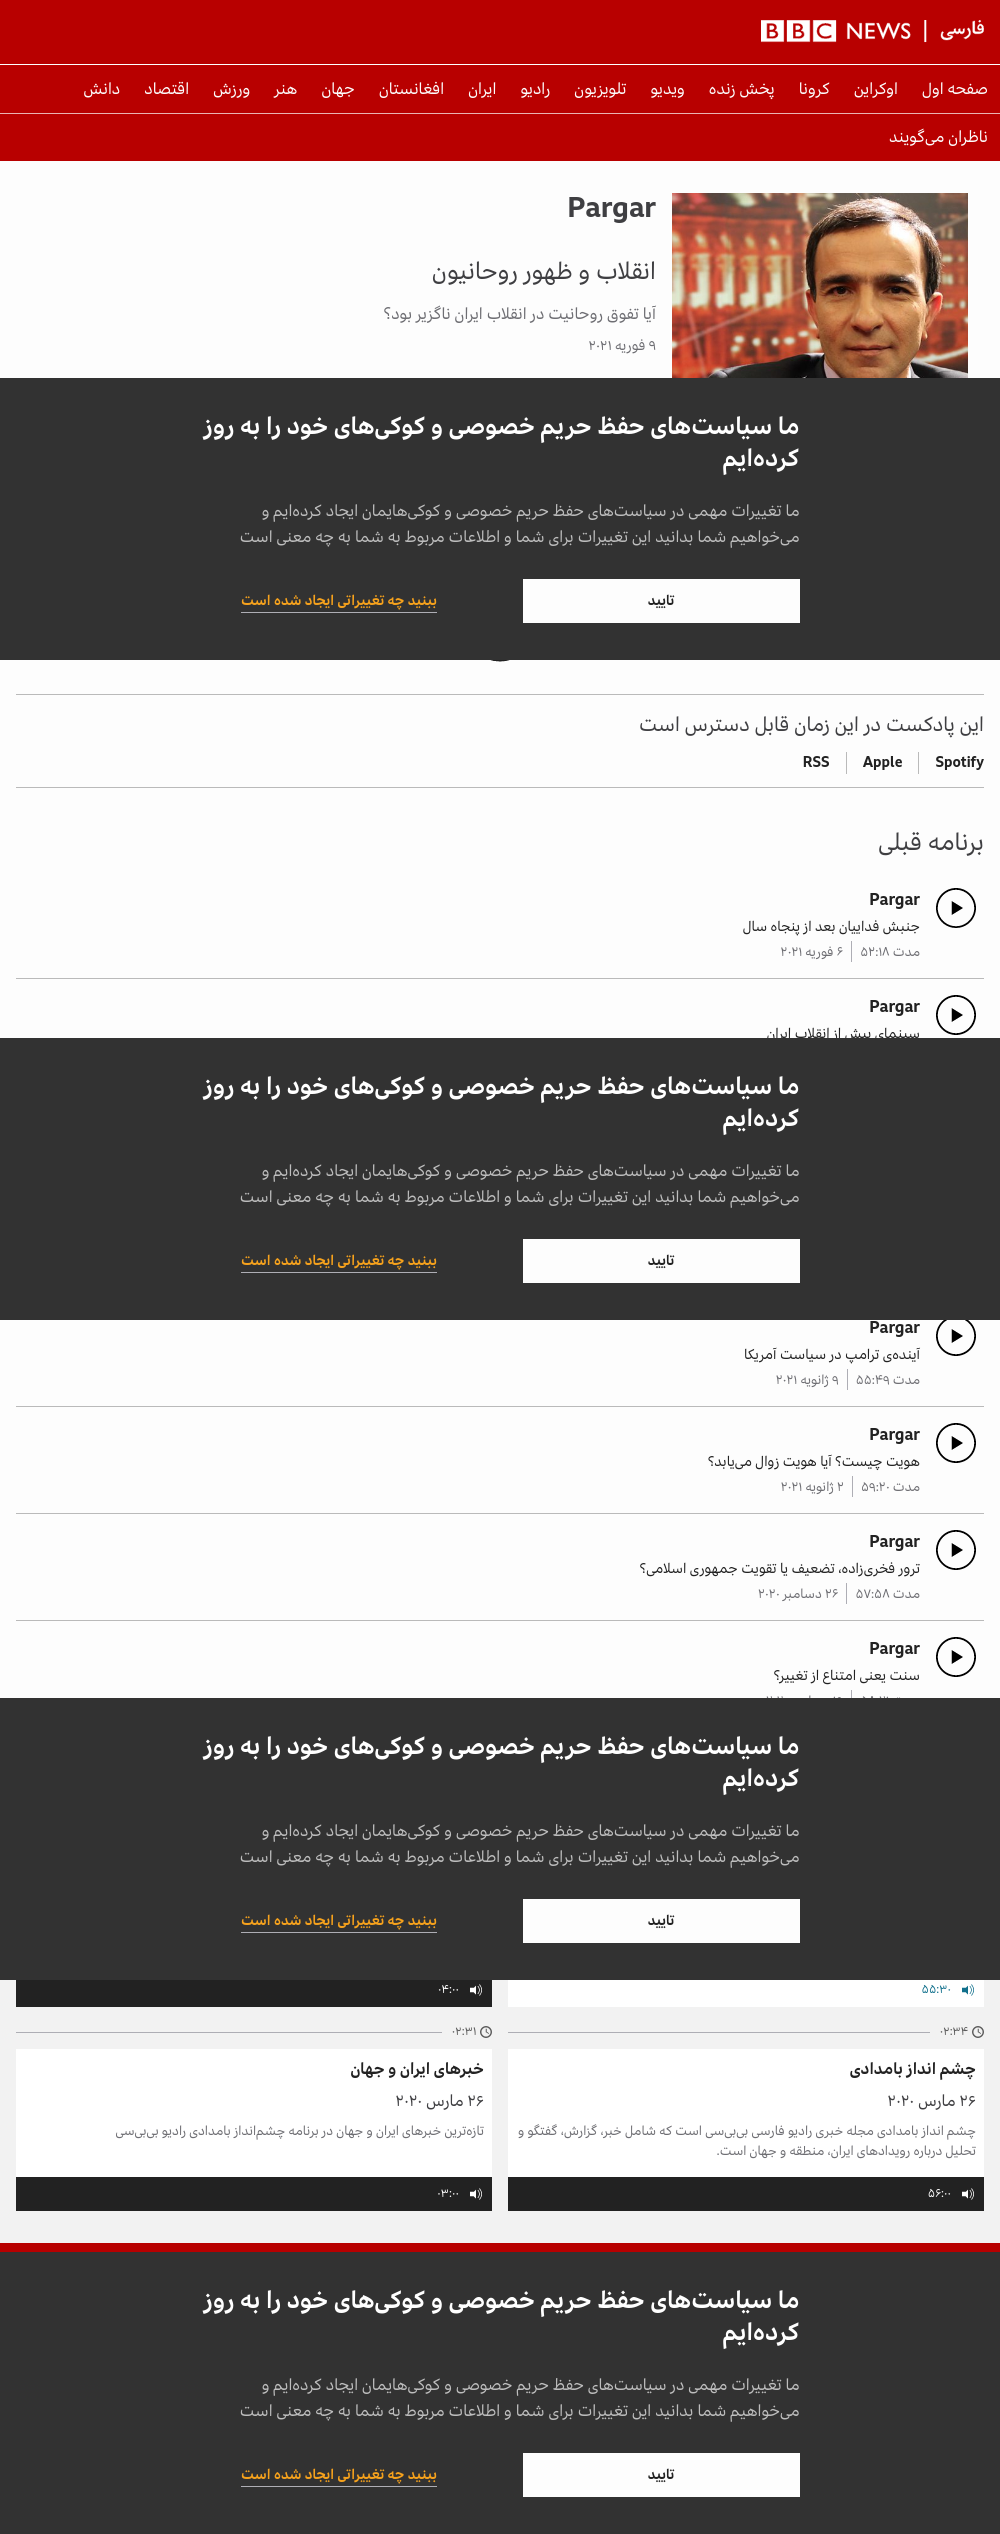 BBC NEWS | فارسی
صفحه اول اوکراین کرونا پخش زنده ویدیو تلویزیون رادیو ایران افغانستان جهان هنر ورزش اقتصاد دانش
ناظران می‌گویند
Pargar
انقلاب و ظهور روحانیون
آیا تفوق روحانیت در انقلاب ایران ناگزیر بود؟
۹ فوریه ۲۰۲۱
ما سیاست‌های حفظ حریم خصوصی و کوکی‌های خود را به روز
کرده‌ایم
ما تغییرات مهمی در سیاست‌های حفظ حریم خصوصی و کوکی‌هایمان ایجاد کرده‌ایم و
می‌خواهیم شما بدانید این تغییرات برای شما و اطلاعات مربوط به شما به چه معنی است
تایید
ببنید چه تغییراتی ایجاد شده است
این پادکست در این زمان قابل دسترس است
Spotify Apple RSS
برنامه قبلی
Pargar
جنبش فداییان بعد از پنجاه سال
مدت ۵۲:۱۸ ۶ فوریه ۲۰۲۱
Pargar
سینمای پیش از انقلاب ایران
ما سیاست‌های حفظ حریم خصوصی و کوکی‌های خود را به روز
کرده‌ایم
ما تغییرات مهمی در سیاست‌های حفظ حریم خصوصی و کوکی‌هایمان ایجاد کرده‌ایم و
می‌خواهیم شما بدانید این تغییرات برای شما و اطلاعات مربوط به شما به چه معنی است
تایید
ببنید چه تغییراتی ایجاد شده است
Pargar
آینده‌ی ترامپ در سیاست آمریکا
مدت ۵۵:۴۹ ۹ ژانویه ۲۰۲۱
Pargar
هویت چیست؟ آیا هویت زوال می‌یابد؟
مدت ۵۹:۲۰ ۲ ژانویه ۲۰۲۱
Pargar
ترور فخری‌زاده، تضعیف یا تقویت جمهوری اسلامی؟
مدت ۵۷:۵۸ ۲۶ دسامبر ۲۰۲۰
Pargar
سنت یعنی امتناع از تغییر؟
ما سیاست‌های حفظ حریم خصوصی و کوکی‌های خود را به روز
کرده‌ایم
ما تغییرات مهمی در سیاست‌های حفظ حریم خصوصی و کوکی‌هایمان ایجاد کرده‌ایم و
می‌خواهیم شما بدانید این تغییرات برای شما و اطلاعات مربوط به شما به چه معنی است
تایید
ببنید چه تغییراتی ایجاد شده است
۵۵:۳۰
۰۴:۰۰
۰۲:۳۴
چشم انداز بامدادی
۲۶ مارس ۲۰۲۰
چشم انداز بامدادی مجله خبری رادیو فارسی بی‌بی‌سی است که شامل خبر، گزارش، گفتگو و
تحلیل درباره رویدادهای ایران، منطقه و جهان است.
۵۶:۰۰
۰۲:۳۱
خبرهای ایران و جهان
۲۶ مارس ۲۰۲۰
تازه‌ترین خبرهای ایران و جهان در برنامه چشم‌انداز بامدادی رادیو بی‌بی‌سی
۰۳:۰۰
ما سیاست‌های حفظ حریم خصوصی و کوکی‌های خود را به روز
کرده‌ایم
ما تغییرات مهمی در سیاست‌های حفظ حریم خصوصی و کوکی‌هایمان ایجاد کرده‌ایم و
می‌خواهیم شما بدانید این تغییرات برای شما و اطلاعات مربوط به شما به چه معنی است
تایید
ببنید چه تغییراتی ایجاد شده است